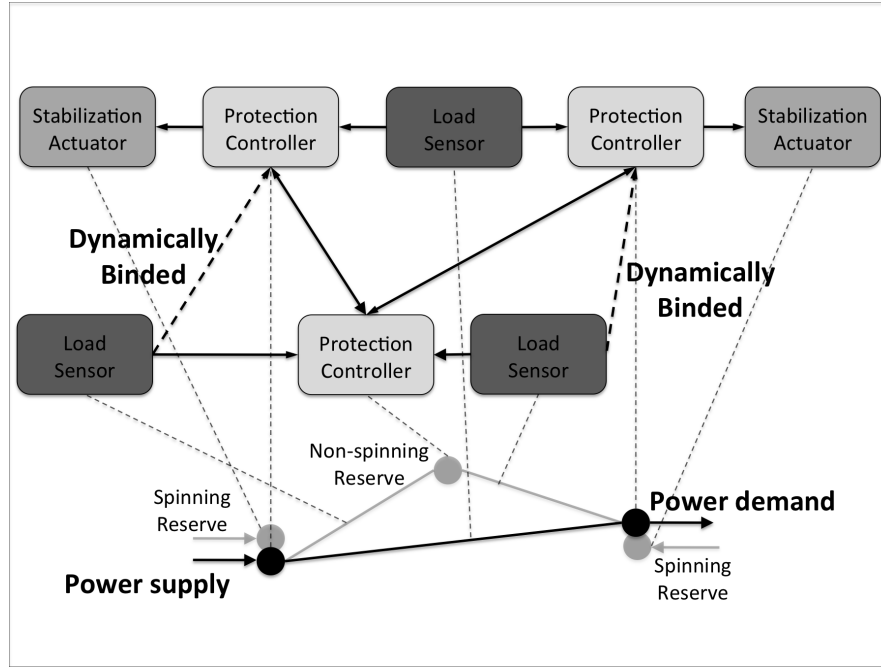 Stabilization
Actuator
Protection
Controller
Load
Sensor
Protection
Controller
Stabilization
Actuator
Dynamically
Binded
Dynamically
Binded
Load
Sensor
Protection
Controller
Load
Sensor
Non-spinning
Reserve
Spinning
Reserve
Power demand
Power supply
Spinning
Reserve